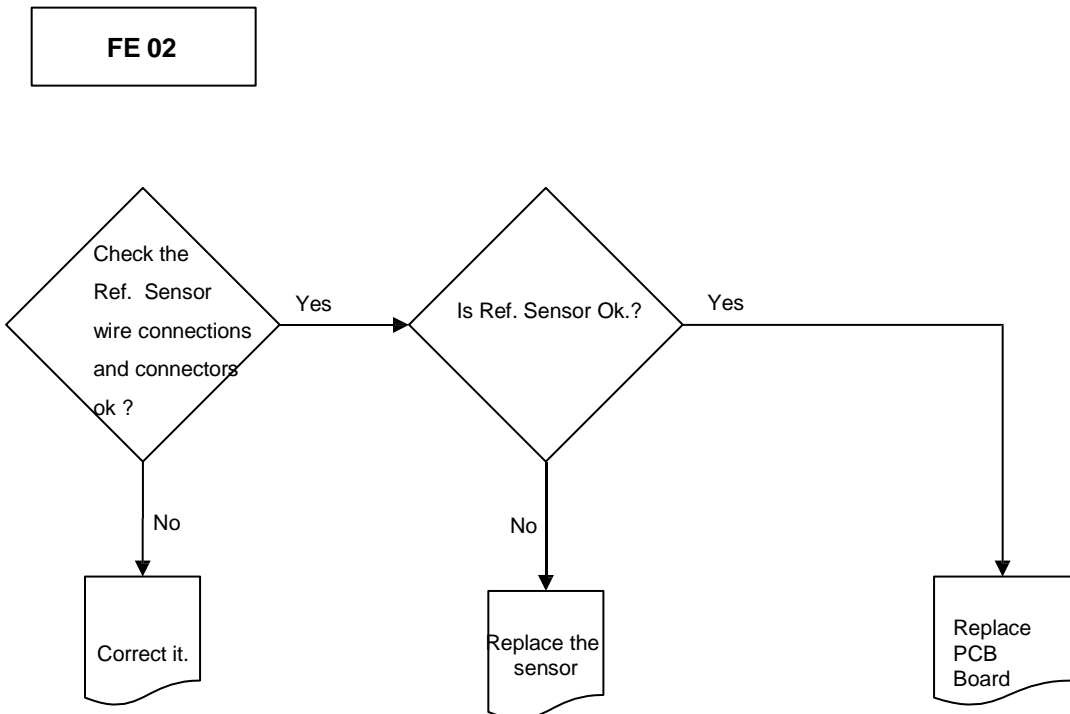 FE 02
Check the
Ref. Sensor
wire connections
and connectors
ok ?
Yes
Is Ref. Sensor Ok.?
Yes
No
No
Correct it.
Replace the
sensor
Replace
PCB
Board